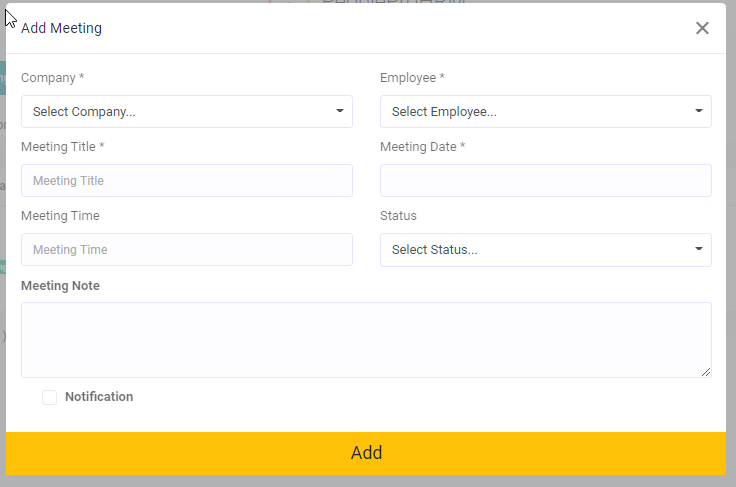 Add Meeting
Company * Employee *
Select Company... Select Employee...
Meeting Title * Meeting Date *
Meeting Title
Meeting Time Status
Meeting Time Select Status...
Meeting Note
Notification
Add